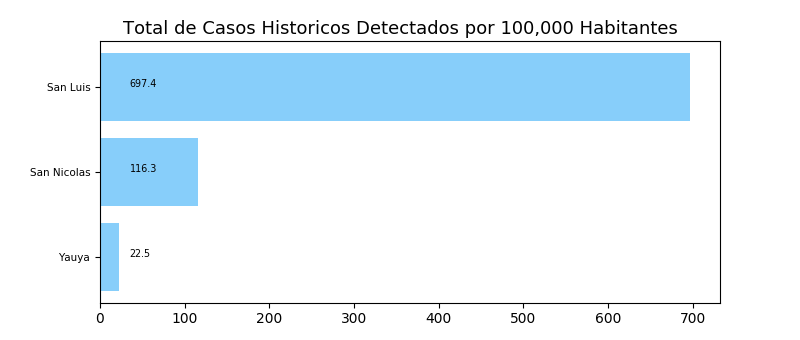 Total de Casos Historicos Detectados por 100,000 Habitantes
San Luis 697.4
San Nicolas 116.3
Yauya 22.5
0 100 200 300 400 500 600 700